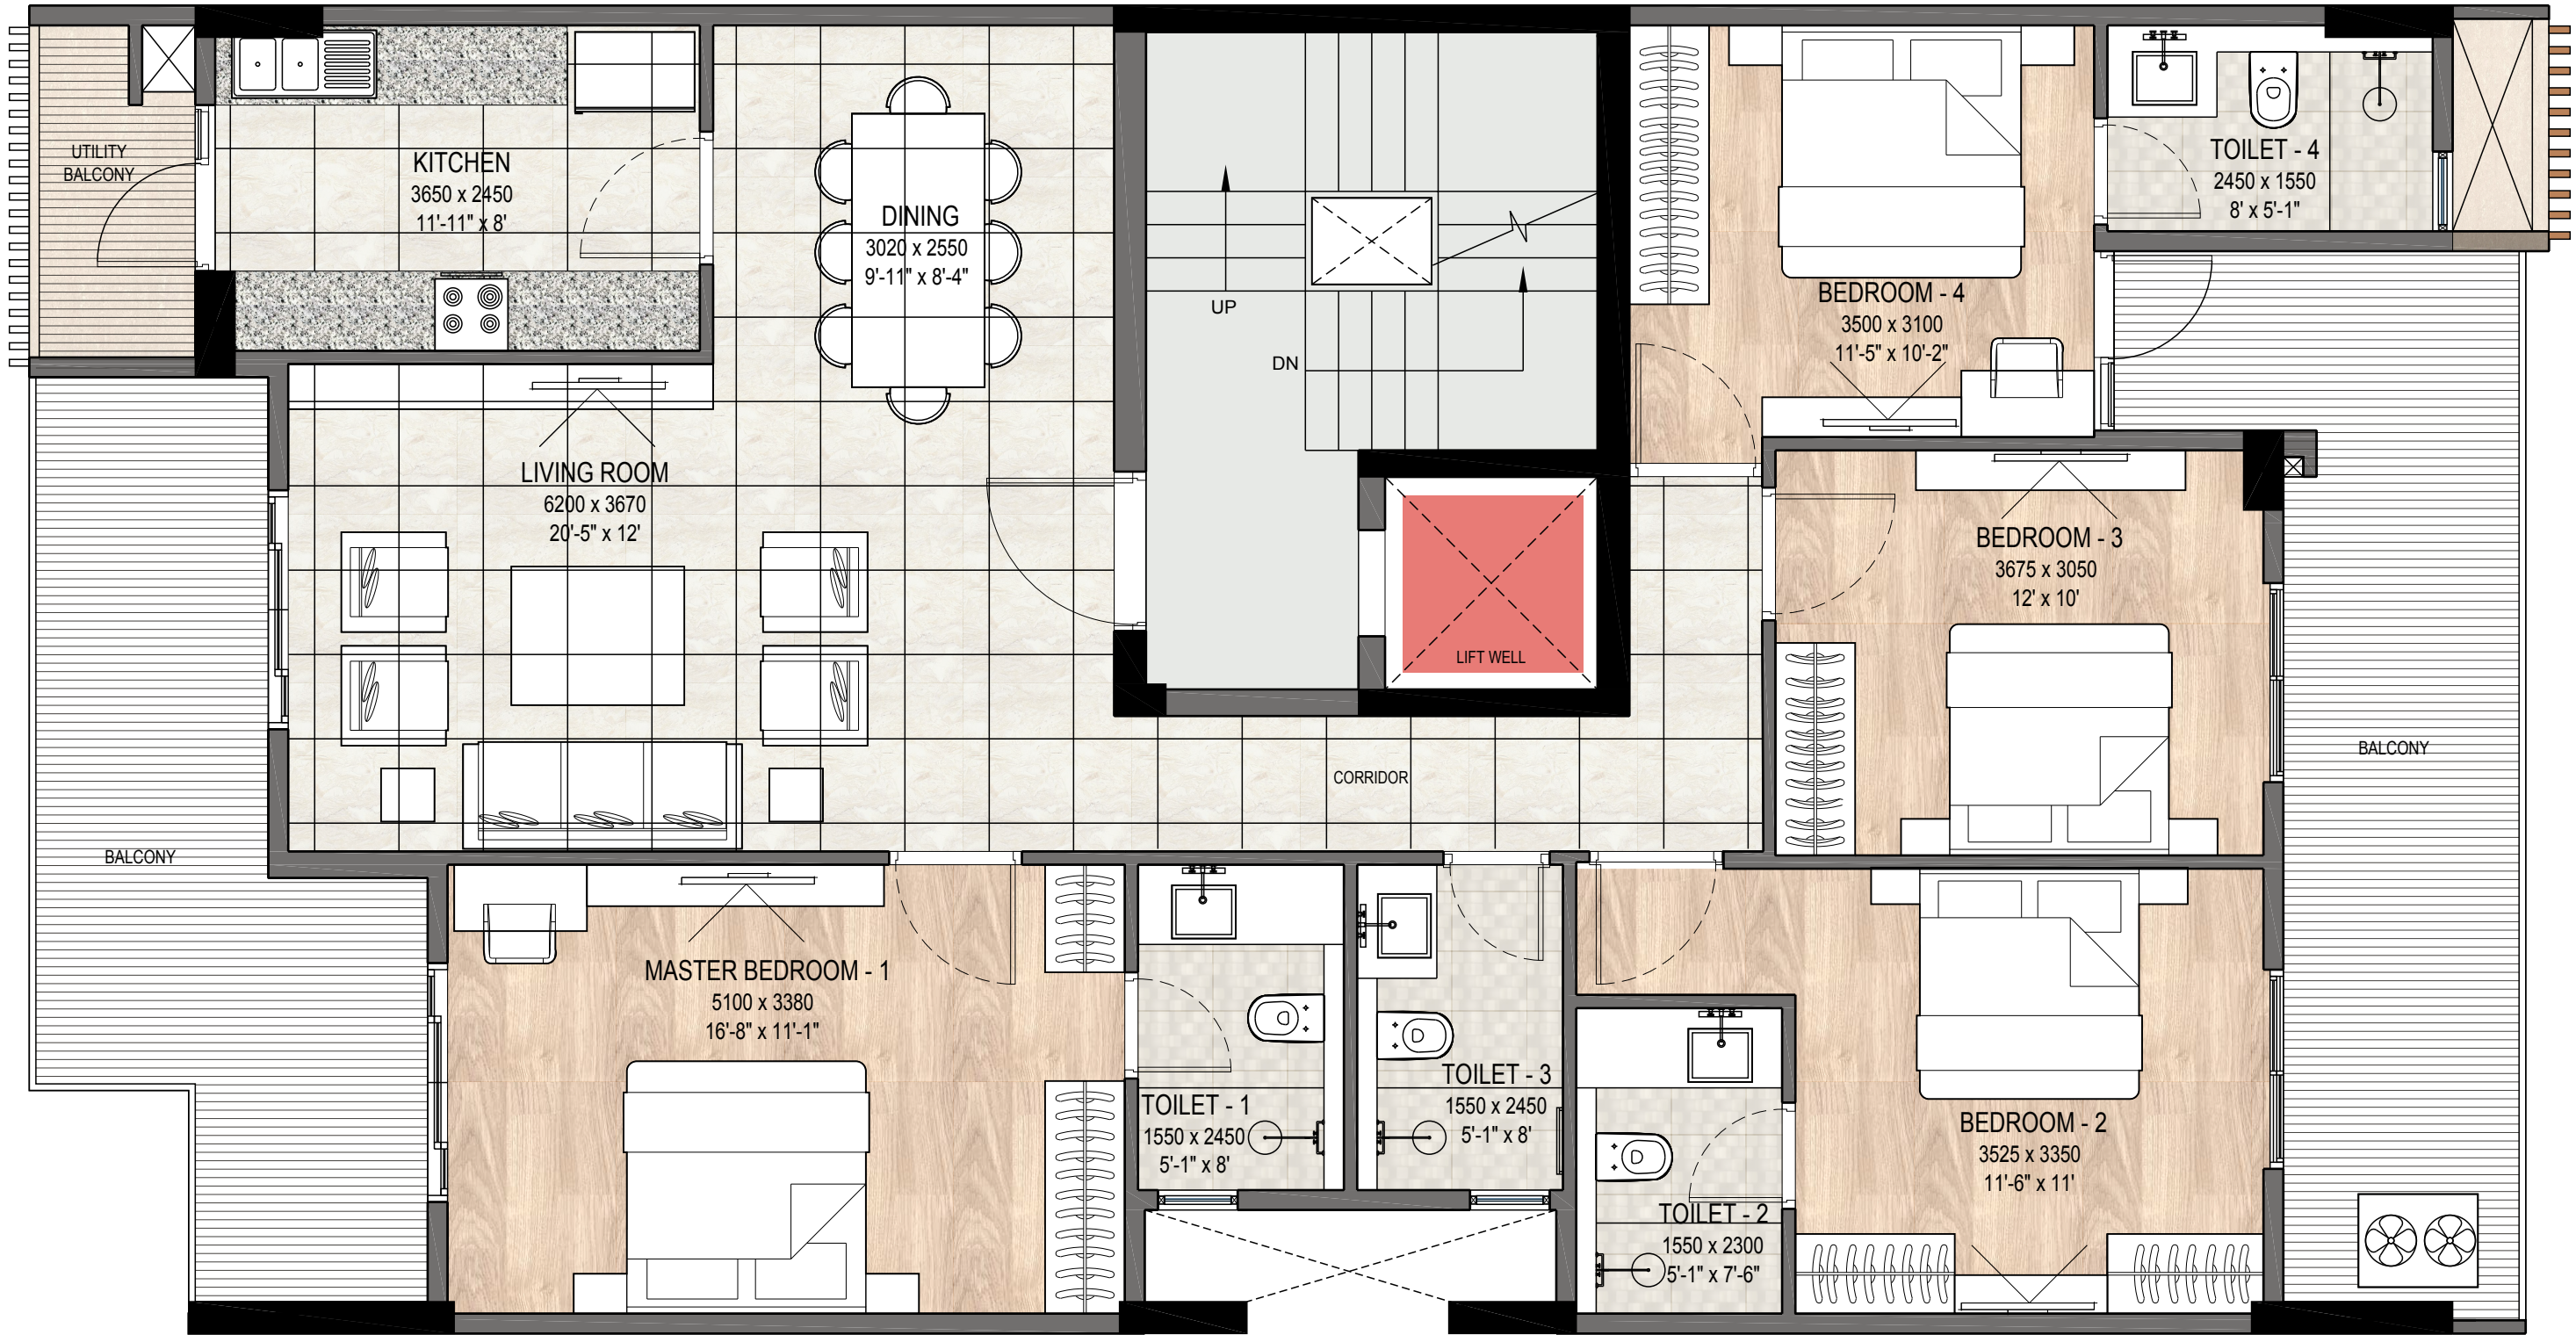 UTILITY
BALCONY
KITCHEN
3650 x 2450
11'-11" x 8'
DINING
3020 x 2550
9'-11" x 8'-4"
UP
DN
BEDROOM - 4
3500 x 3100
11'-5" x 10'-2"
TOILET - 4
2450 x 1550
8' x 5'-1"
LIVING ROOM
6200 x 3670
20'-5" x 12'
LIFT WELL
BEDROOM - 3
3675 x 3050
12' x 10'
BALCONY
CORRIDOR
BALCONY
MASTER BEDROOM - 1
5100 x 3380
16'-8" x 11'-1"
TOILET - 1
1550 x 2450
5'-1" x 8'
TOILET - 3
1550 x 2450
5'-1" x 8'
TOILET - 2
1550 x 2300
5'-1" x 7'-6"
BEDROOM - 2
3525 x 3350
11'-6" x 11'